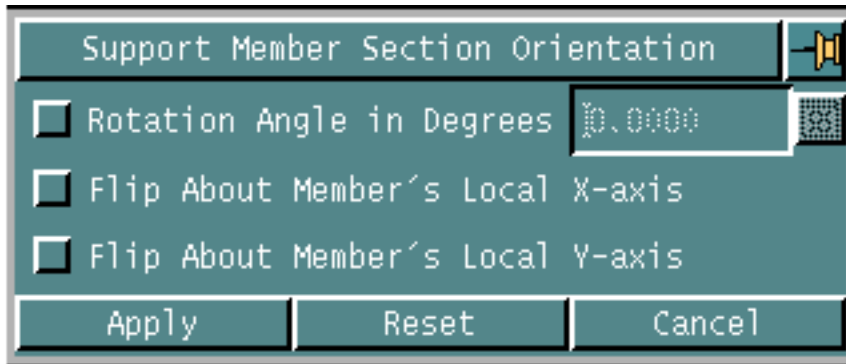 Support Member Section Orientation
Rotation Angle in Degrees 0.0000
Flip About Member´s Local X-axis
Flip About Member´s Local Y-axis
Apply Reset Cancel